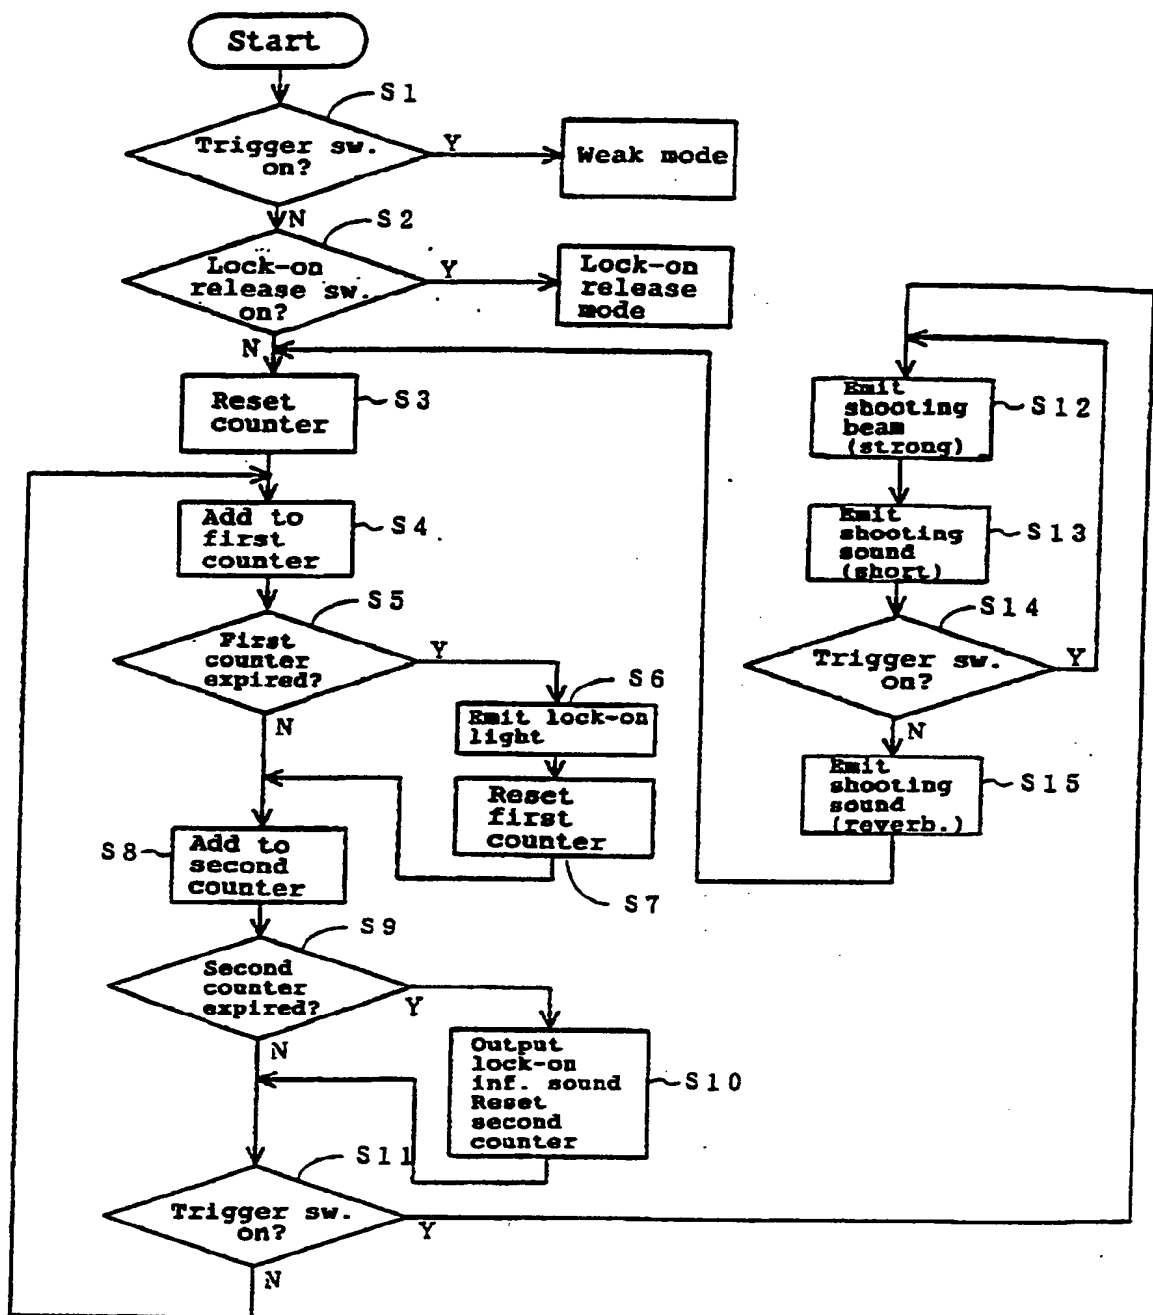 Start
S1
Trigger sw.
on?
Y
Weak mode
N
S2
Lock-on
release sw.
on?
Y
Lock-on
release
mode
N
Reset
counter
S3
Add to
first
counter
S4
S5
First
counter
expired?
Y
N
S6
Emit lock-on
light
Reset
first
counter
S7
S8
Add to
second
counter
S9
Second
counter
expired?
Y
N
Output
lock-on
inf. sound
Reset
second
counter
S10
S11
Trigger sw.
on?
Y
N
Emit
shooting
beam
(strong)
S12
Emit
shooting
sound
(short)
S13
S14
Trigger sw.
on?
Y
N
Emit
shooting
sound
(reverb.)
S15